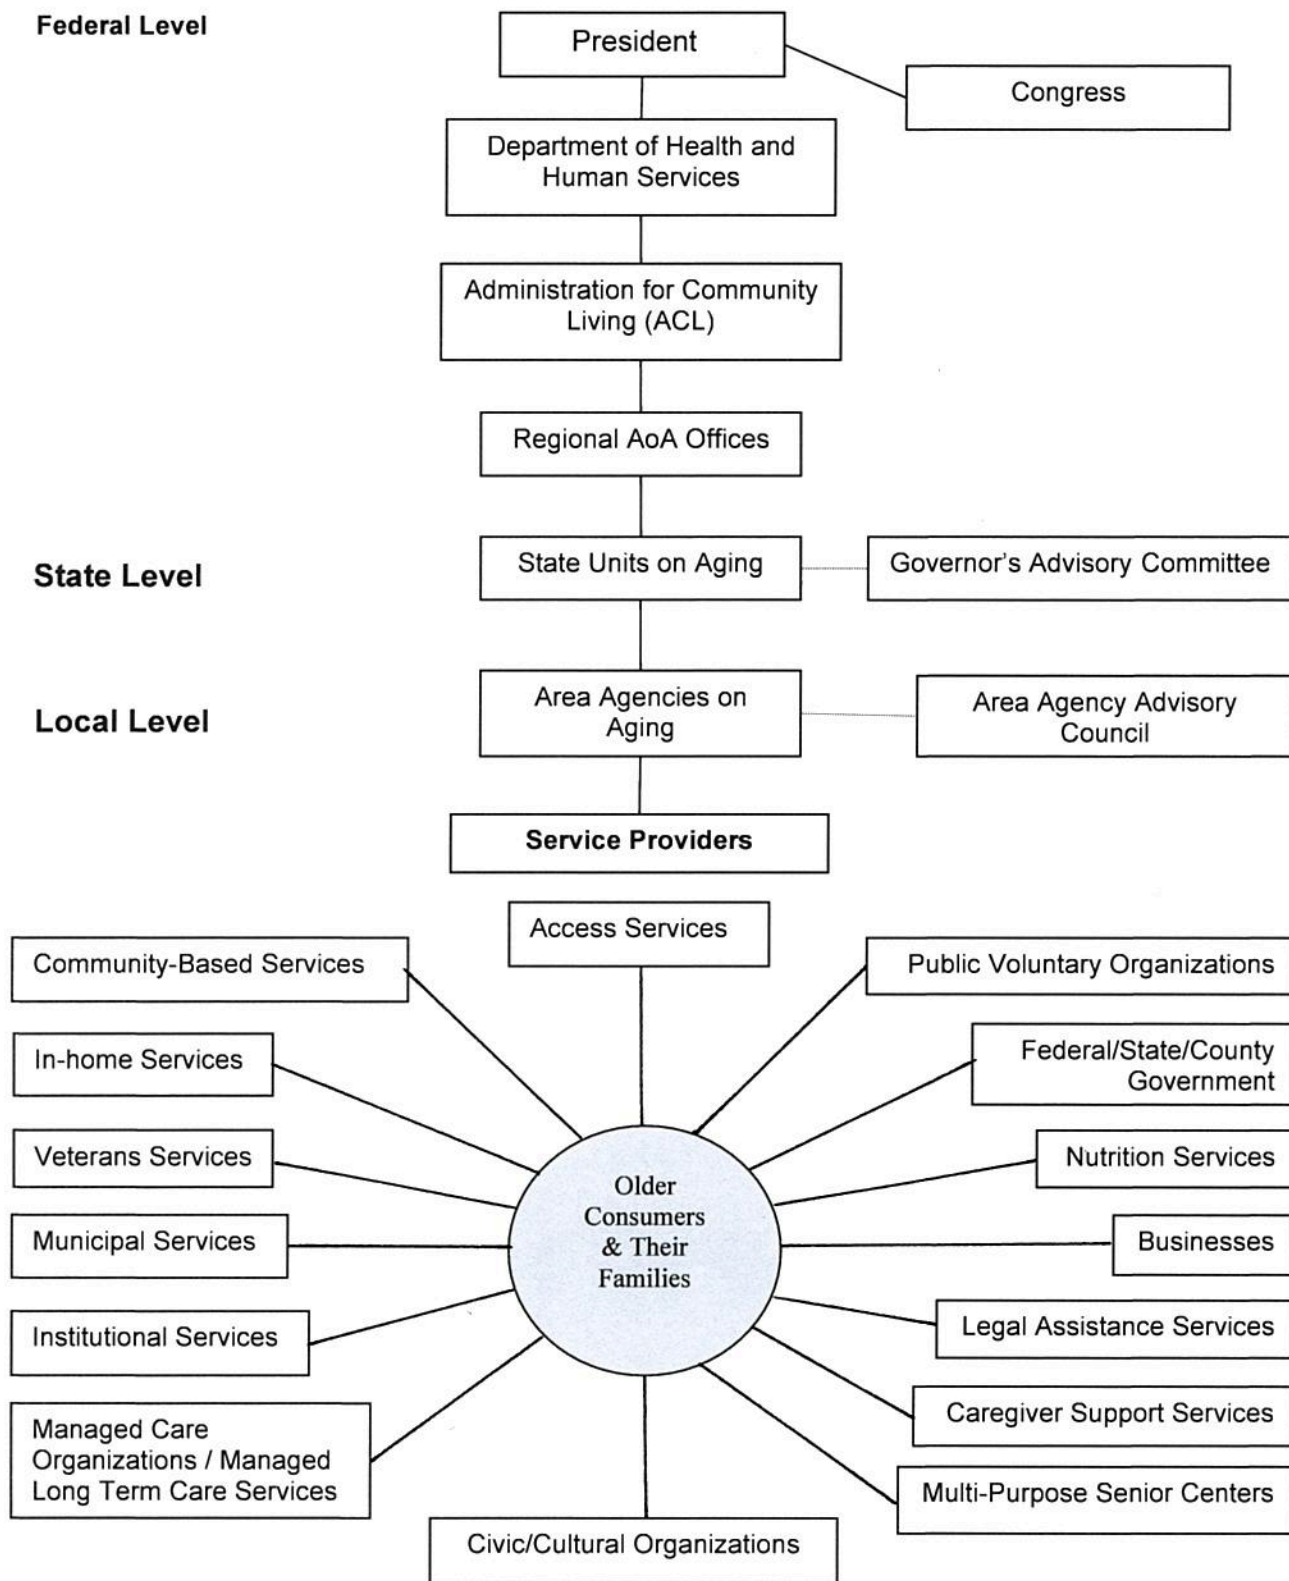 Federal Level
President
Congress
Department of Health and
Human Services
Administration for Community
Living (ACL)
Regional AoA Offices
State Level
State Units on Aging
Governor's Advisory Committee
Local Level
Area Agencies on
Aging
Area Agency Advisory
Council
Service Providers
Access Services
Community-Based Services
Public Voluntary Organizations
In-home Services
Federal/State/County
Government
Veterans Services
Nutrition Services
Older
Consumers
& Their
Families
Municipal Services
Businesses
Institutional Services
Legal Assistance Services
Managed Care
Organizations / Managed
Long Term Care Services
Caregiver Support Services
Multi-Purpose Senior Centers
Civic/Cultural Organizations